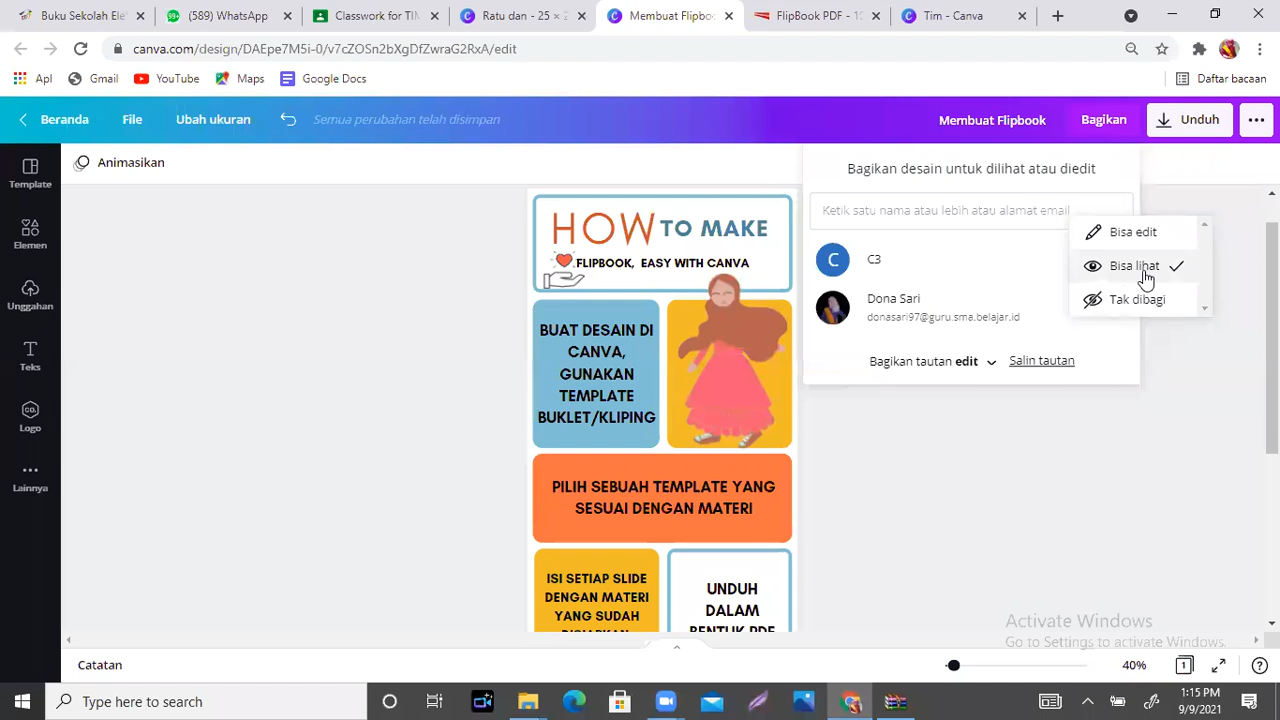 Buku Sekolah Ele
(589) WhatsApp
Classwork for TIM
Ratu dan - 25 × 2
Membuat Flipboo
FlipBook PDF - 10
Tim - Canva
canva.com/design/DAEpe7M5i-0/v7cZOSn2bXgDfZwraG2RxA/edit
Apl
Gmail
YouTube
Maps
Google Docs
Daftar bacaan
Beranda
File
Ubah ukuran
Semua perubahan telah disimpan
Membuat Flipbook
Bagikan
Unduh
Template
Elemen
Unggahan
Teks
CO.
Logo
Lainnya
Animasikan
HOW TO MAKE
FLIPBOOK, EASY WITH CANVA
BUAT DESAIN DI
CANVA,
GUNAKAN
TEMPLATE
BUKLET/KLIPING
PILIH SEBUAH TEMPLATE YANG
SESUAI DENGAN MATERI
ISI SETIAP SLIDE
DENGAN MATERI
YANG SUDAH
UNDUH
DALAM
BENTUK PDF
Bagikan desain untuk dilihat atau diedit
Ketik satu nama atau lebih atau alamat email
C
C3
Dona Sari
donasari97@guru.sma.belajar.id
Bagikan tautan edit
Salin tautan
Bisa edit
Bisa lihat
Tak dibagi
Activate Windows
Go to Settings to activate Windows.
Catatan
40%
1
Type here to search
1:15 PM
9/9/2021